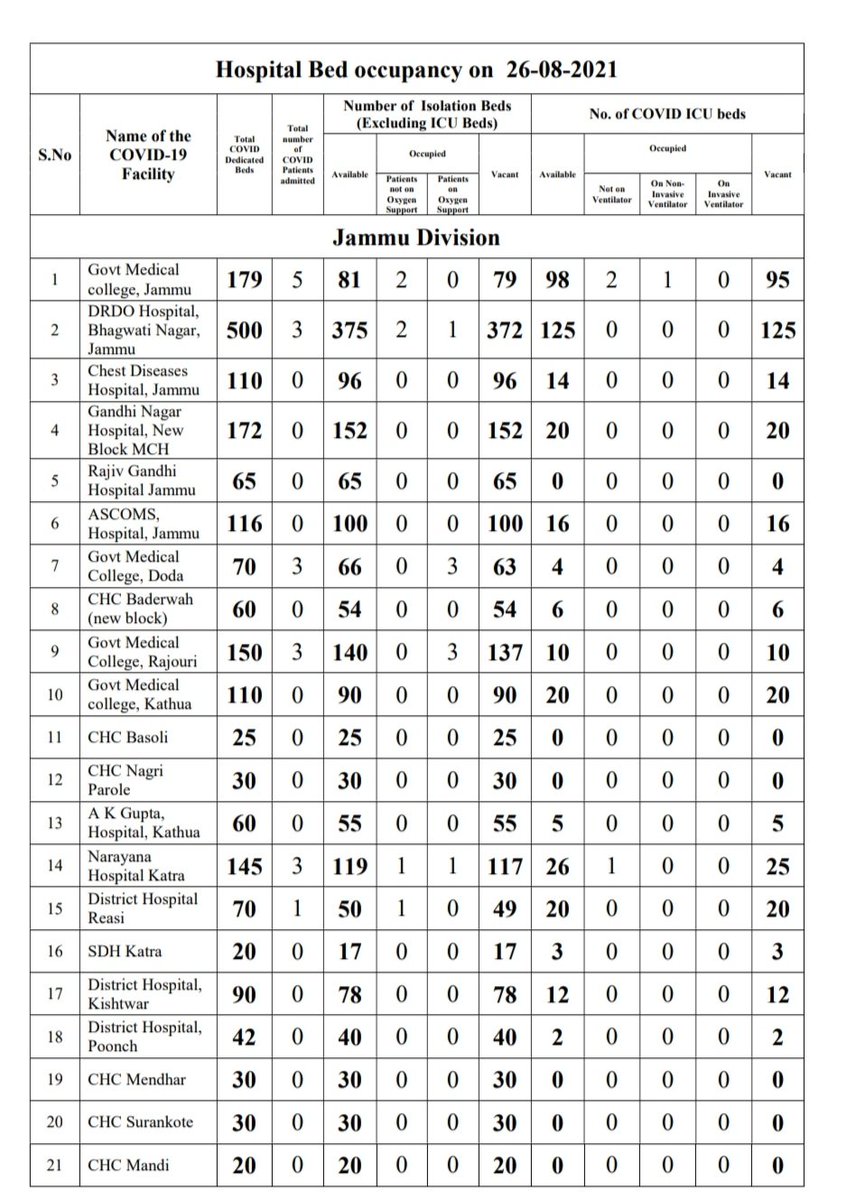 Hospital Bed occupancy on 26-08-2021
S.No
Name of the
COVID-19
Facility
Total
COVID
Dedicated
Beds
Total
number
of
COVID
Patients
admitted
Number of Isolation Beds
(Excluding ICU Beds)
No. of COVID ICU beds
Available
Occupied
Vacant
Available
Occupied
Vacant
Patients
not on
Oxygen
Support
Patients
on
Oxygen
Support
Not on
Ventilator
On Non-
Invasive
Ventilator
On
Invasive
Ventilator
Jammu Division
1 Govt Medical
college, Jammu 179 5 81 2 0 79 98 2 1 0 95
2 DRDO Hospital,
Bhagwati Nagar,
Jammu 500 3 375 2 1 372 125 0 0 0 125
3 Chest Diseases
Hospital, Jammu 110 0 96 0 0 96 14 0 0 0 14
4 Gandhi Nagar
Hospital, New
Block MCH 172 0 152 0 0 152 20 0 0 0 20
5 Rajiv Gandhi
Hospital Jammu 65 0 65 0 0 65 0 0 0 0 0
6 ASCOMS,
Hospital, Jammu 116 0 100 0 0 100 16 0 0 0 16
7 Govt Medical
College, Doda 70 3 66 0 3 63 4 0 0 0 4
8 CHC Baderwah
(new block) 60 0 54 0 0 54 6 0 0 0 6
9 Govt Medical
College, Rajouri 150 3 140 0 3 137 10 0 0 0 10
10 Govt Medical
college, Kathua 110 0 90 0 0 90 20 0 0 0 20
11 CHC Basoli 25 0 25 0 0 25 0 0 0 0 0
12 CHC Nagri
Parole 30 0 30 0 0 30 0 0 0 0 0
13 A K Gupta,
Hospital, Kathua 60 0 55 0 0 55 5 0 0 0 5
14 Narayana
Hospital Katra 145 3 119 1 1 117 26 1 0 0 25
15 District Hospital
Reasi 70 1 50 1 0 49 20 0 0 0 20
16 SDH Katra 20 0 17 0 0 17 3 0 0 0 3
17 District Hospital,
Kishtwar 90 0 78 0 0 78 12 0 0 0 12
18 District Hospital,
Poonch 42 0 40 0 0 40 2 0 0 0 2
19 CHC Mendhar 30 0 30 0 0 30 0 0 0 0 0
20 CHC Surankote 30 0 30 0 0 30 0 0 0 0 0
21 CHC Mandi 20 0 20 0 0 20 0 0 0 0 0